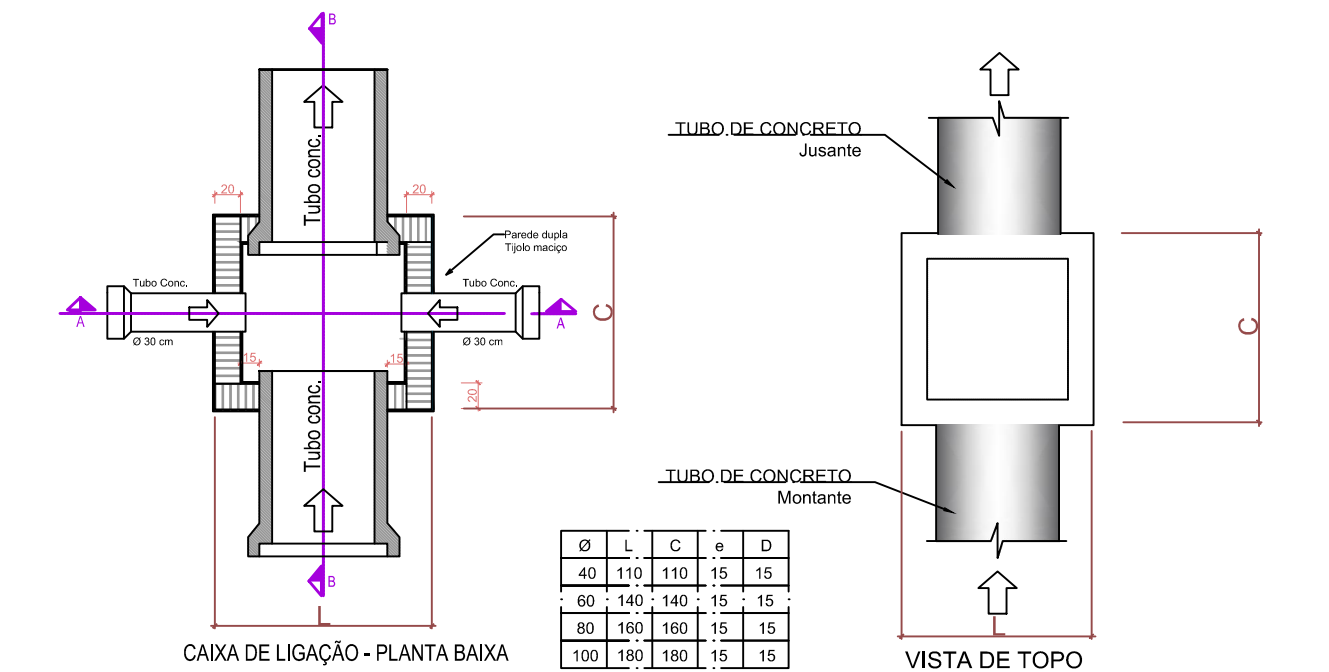 B
Tubo conc.
20
20
Parede dupla
Tijolo maciço
Tubo Conc.
Tubo Conc.
A
A
Ø 30 cm
Ø 30 cm
C
15
15
20
Tubo conc.
B
L
CAIXA DE LIGAÇÃO - PLANTA BAIXA
TUBO DE CONCRETO
Jusante
C
TUBO DE CONCRETO
Montante
L
VISTA DE TOPO
Ø L C e D
40 110 110 15 15
60 140 140 15 15
80 160 160 15 15
100 180 180 15 15